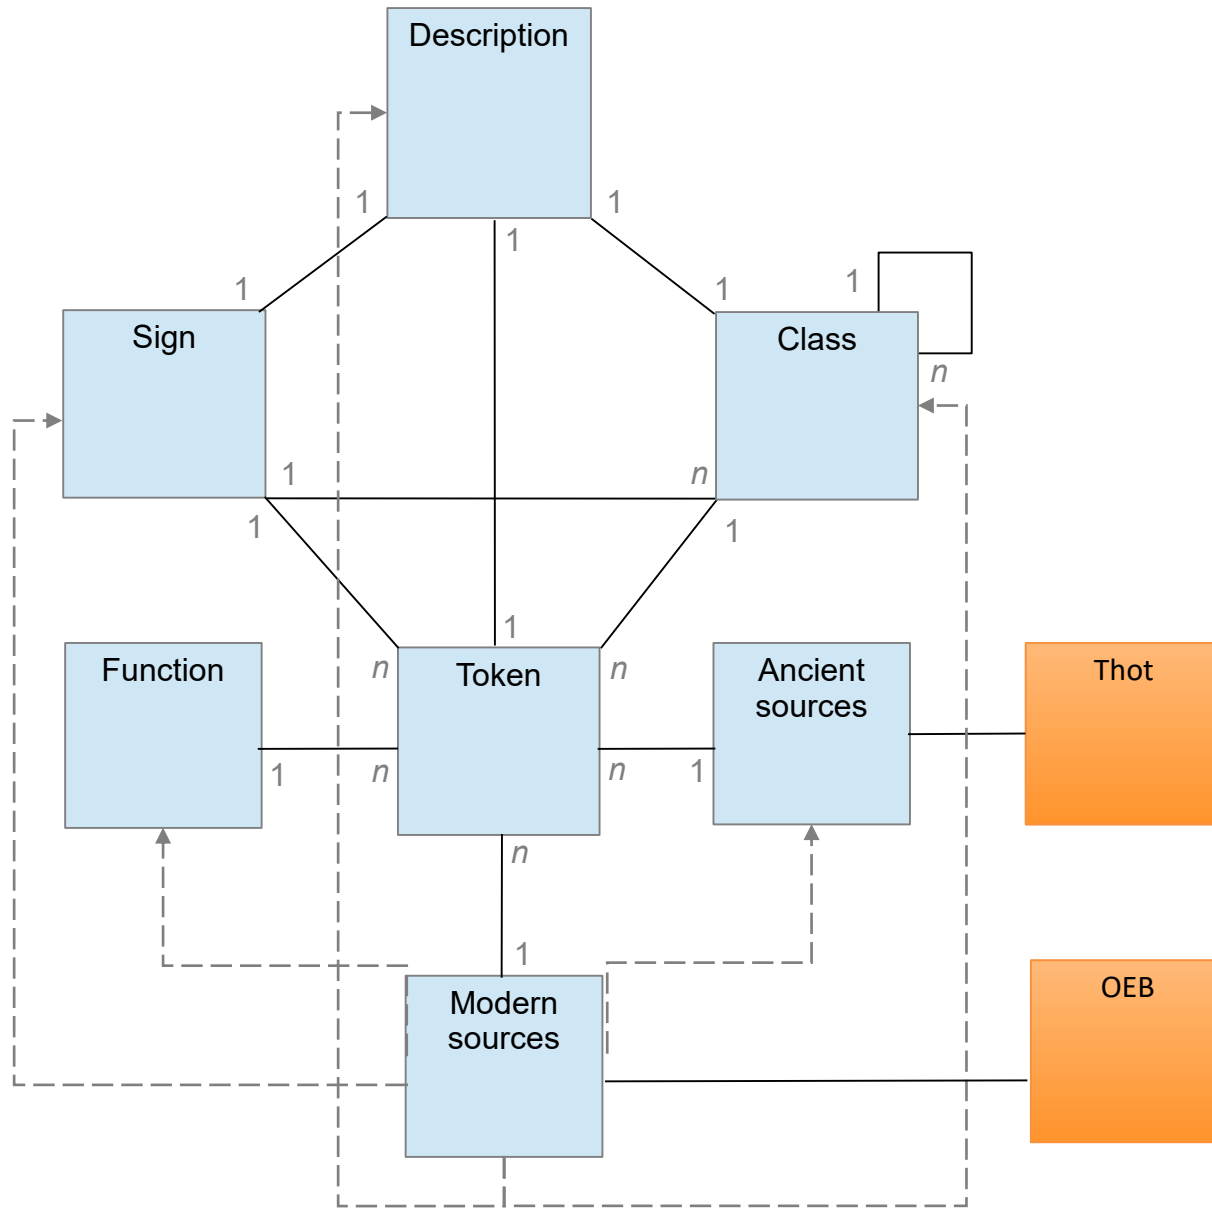 Description
1
1
1
1
1
1
n
Sign
Class
1
n
1
1
1
n
n
Function
Token
Ancient
sources
Thot
1
n
n
1
n
1
Modern
sources
OEB